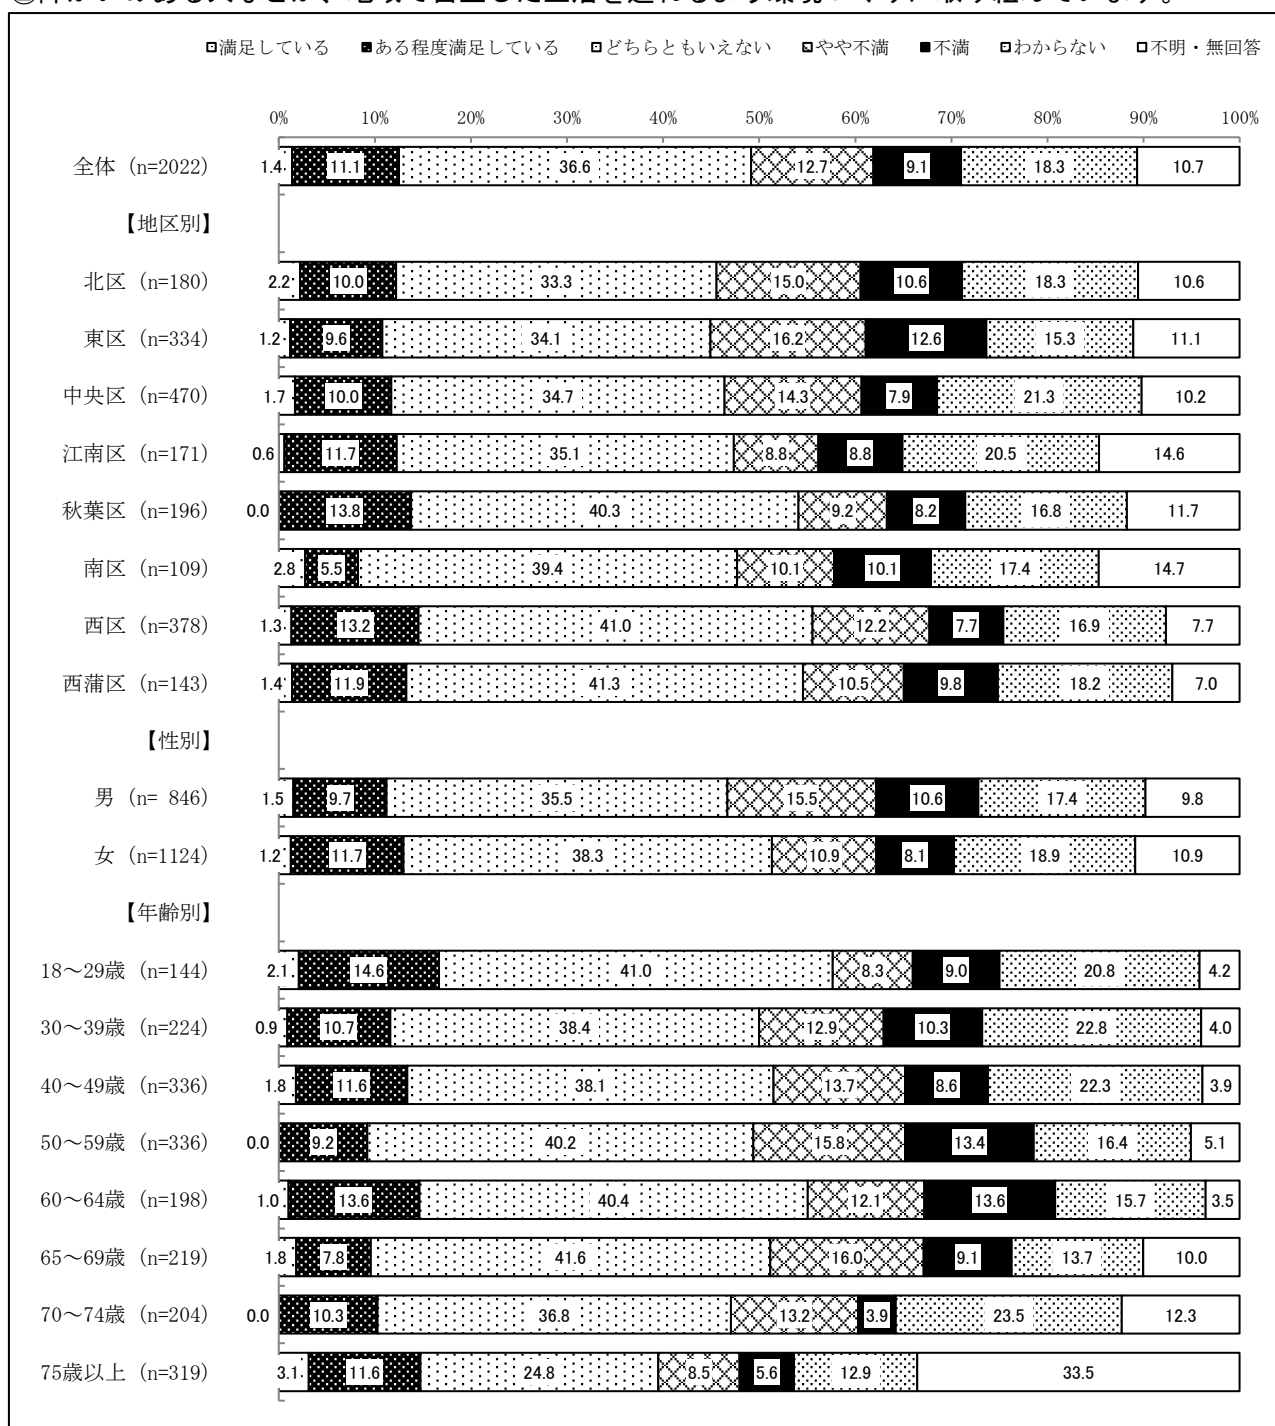 □満足している ■ある程度満足している □どちらともいえない □やや不満 ■不満 □わからない □不明・無回答
0% 10% 20% 30% 40% 50% 60% 70% 80% 90% 100%
全体 (n=2022) 1.4 11.1 36.6 12.7 9.1 18.3 10.7
【地区別】
北区 (n=180) 2.2 10.0 33.3 15.0 10.6 18.3 10.6
東区 (n=334) 1.2 9.6 34.1 16.2 12.6 15.3 11.1
中央区 (n=470) 1.7 10.0 34.7 14.3 7.9 21.3 10.2
江南区 (n=171) 0.6 11.7 35.1 8.8 8.8 20.5 14.6
秋葉区 (n=196) 0.0 13.8 40.3 9.2 8.2 16.8 11.7
南区 (n=109) 2.8 5.5 39.4 10.1 10.1 17.4 14.7
西区 (n=378) 1.3 13.2 41.0 12.2 7.7 16.9 7.7
西蒲区 (n=143) 1.4 11.9 41.3 10.5 9.8 18.2 7.0
【性別】
男 (n= 846) 1.5 9.7 35.5 15.5 10.6 17.4 9.8
女 (n=1124) 1.2 11.7 38.3 10.9 8.1 18.9 10.9
【年齢別】
18～29歳 (n=144) 2.1 14.6 41.0 8.3 9.0 20.8 4.2
30～39歳 (n=224) 0.9 10.7 38.4 12.9 10.3 22.8 4.0
40～49歳 (n=336) 1.8 11.6 38.1 13.7 8.6 22.3 3.9
50～59歳 (n=336) 0.0 9.2 40.2 15.8 13.4 16.4 5.1
60～64歳 (n=198) 1.0 13.6 40.4 12.1 13.6 15.7 3.5
65～69歳 (n=219) 1.8 7.8 41.6 16.0 9.1 13.7 10.0
70～74歳 (n=204) 0.0 10.3 36.8 13.2 3.9 23.5 12.3
75歳以上 (n=319) 3.1 11.6 24.8 8.5 5.6 12.9 33.5